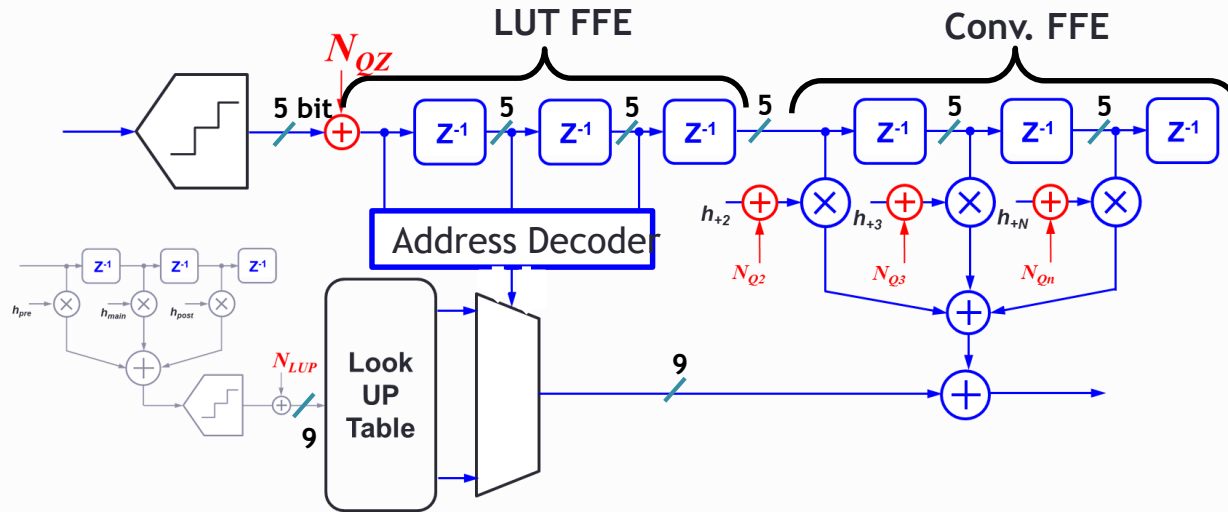 LUT FFE
Conv. FFE
N_QZ
5 bit
5
5
5
5
5
+
Z⁻¹
Z⁻¹
Z⁻¹
Z⁻¹
Z⁻¹
Z⁻¹
h₊₂
+
×
h₊₃
+
×
h₊N
+
×
N_Q2
N_Q3
N_Qn
Address Decoder
Z⁻¹
Z⁻¹
Z⁻¹
h_pre
×
h_main
×
h_post
×
+
N_LUP
+
9
Look
UP
Table
9
+
+